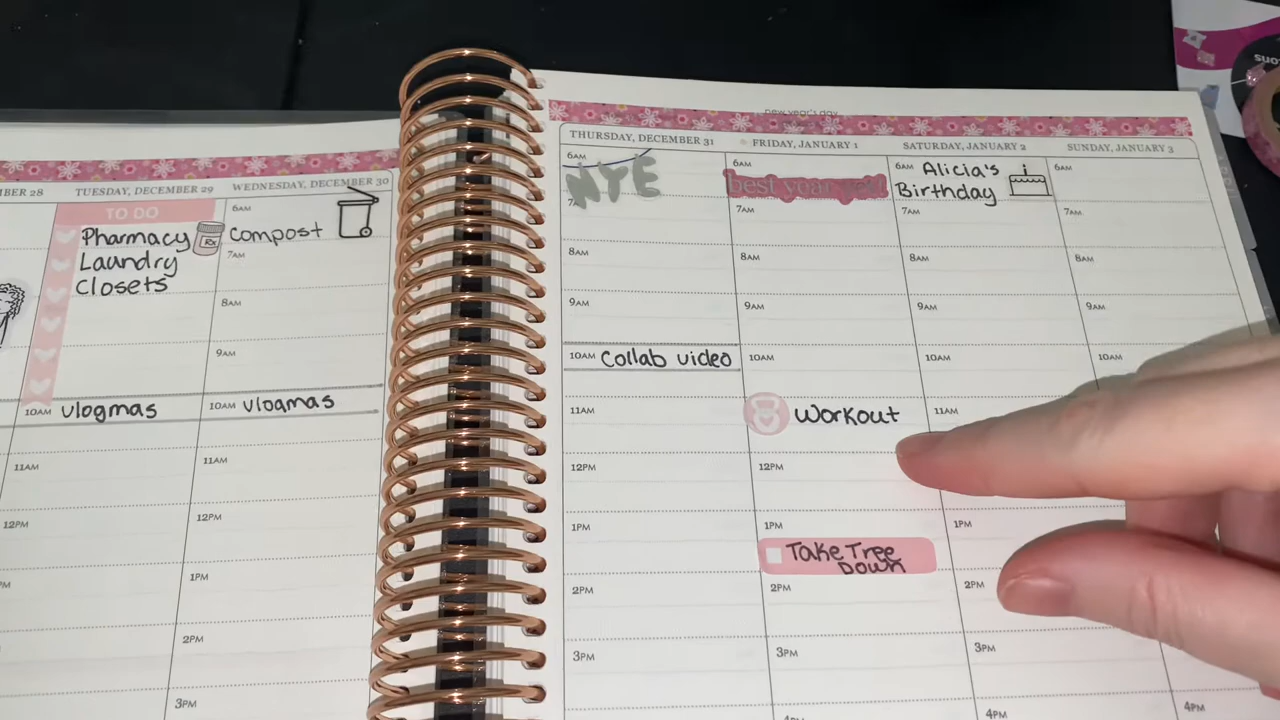 new year's day
BER 28
TUESDAY, DECEMBER 29
WEDNESDAY, DECEMBER 30
TO DO
Pharmacy
Rx
Laundry
Closets
10AM vlogmas
11AM
12PM
6AM
Compost
7AM
8AM
9AM
10AM vlogmas
11AM
12PM
1PM
2PM
3PM
THURSDAY, DECEMBER 31
6AM
NYE
8AM
9AM
10AM Collab video
11AM
12PM
1PM
2PM
3PM
FRIDAY, JANUARY 1
6AM
best year yet!
7AM
8AM
9AM
10AM
Workout
12PM
1PM
Take Tree
Down
2PM
3PM
4PM
SATURDAY, JANUARY 2
6AM Alicia's
Birthday
7AM
8AM
9AM
10AM
11AM
1PM
2PM
3PM
4PM
SUNDAY, JANUARY 3
6AM
7AM
8AM
9AM
10AM
4PM